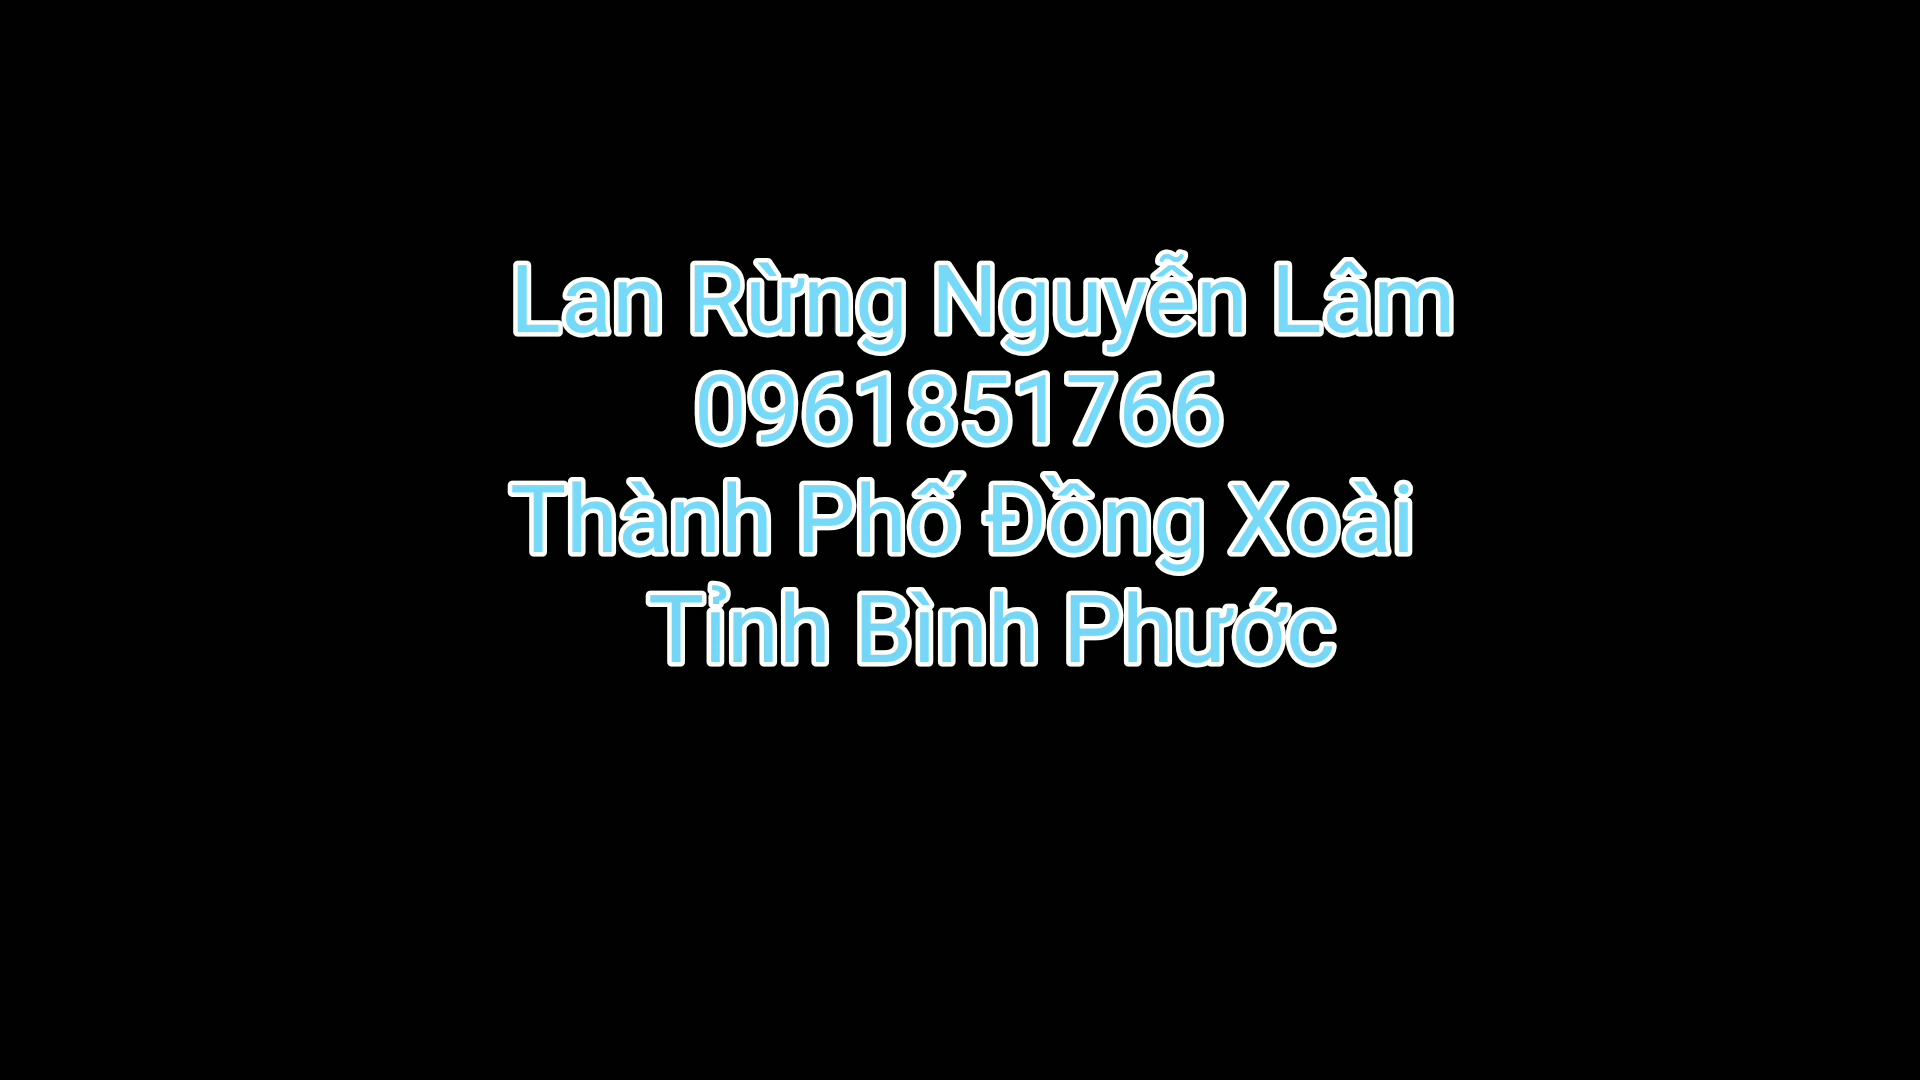 Lan Rừng Nguyễn Lâm
0961851766
Thành Phố Đồng Xoài
Tỉnh Bình Phước